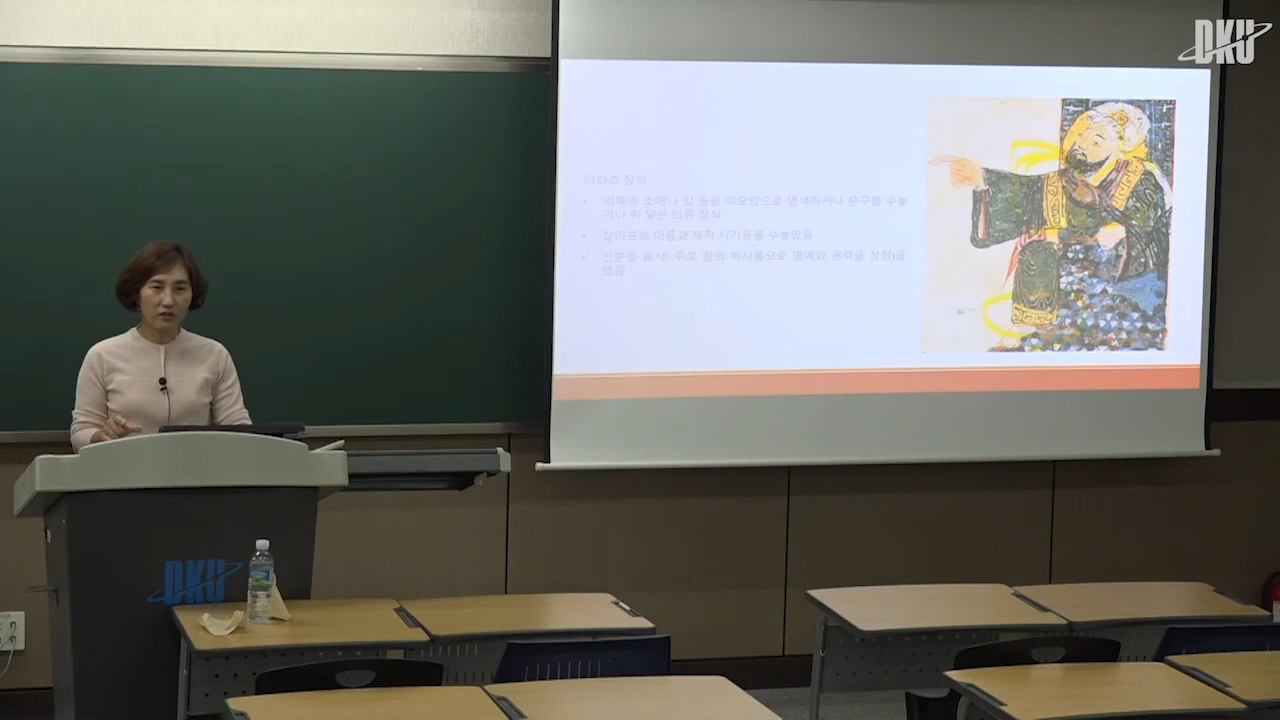 DKU
티라즈 장식
• 의복의 소매나 깃 등을 띠모양으로 염색하거나 문구를 수놓
거나 짜 넣은 의류 장식
• 칼리프의 이름과 제작 시기등을 수놓았음
• 신분을 표시: 주로 왕의 하사품으로 명예와 권력을 상징)을
했음
DKU